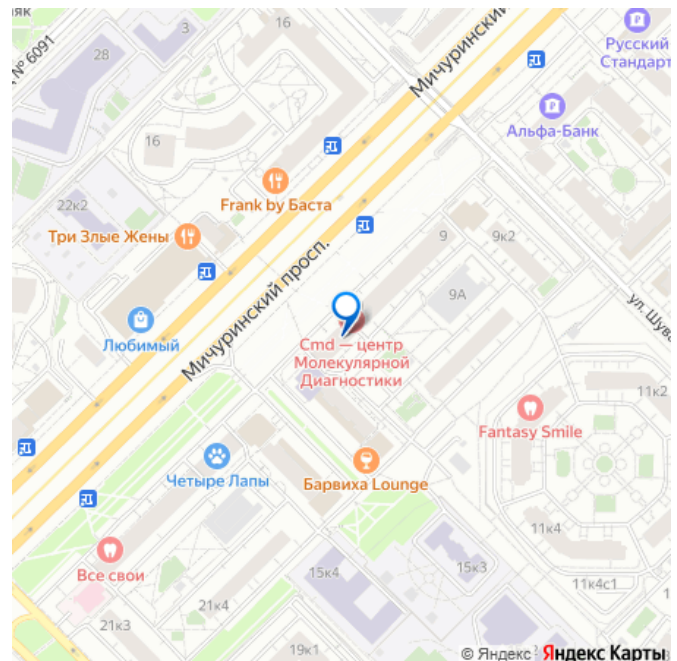 як
№ 6091
28
3
Мичуринский
Русский
Стандарт
Альфа-Банк
16
16
Frank by Баста
22к2
Три Злые Жены
9
9к2
9А
Мичуринский просп.
ул. Шува
Любимый
Cmd — центр
Молекулярной
Диагностики
11к2
Fantasy Smile
Четыре Лапы
Барвиха Lounge
11к4
Все свои
15к4
15к3
11к4с1
21к4
21к3
19к1
© Яндекс Яндекс Карты